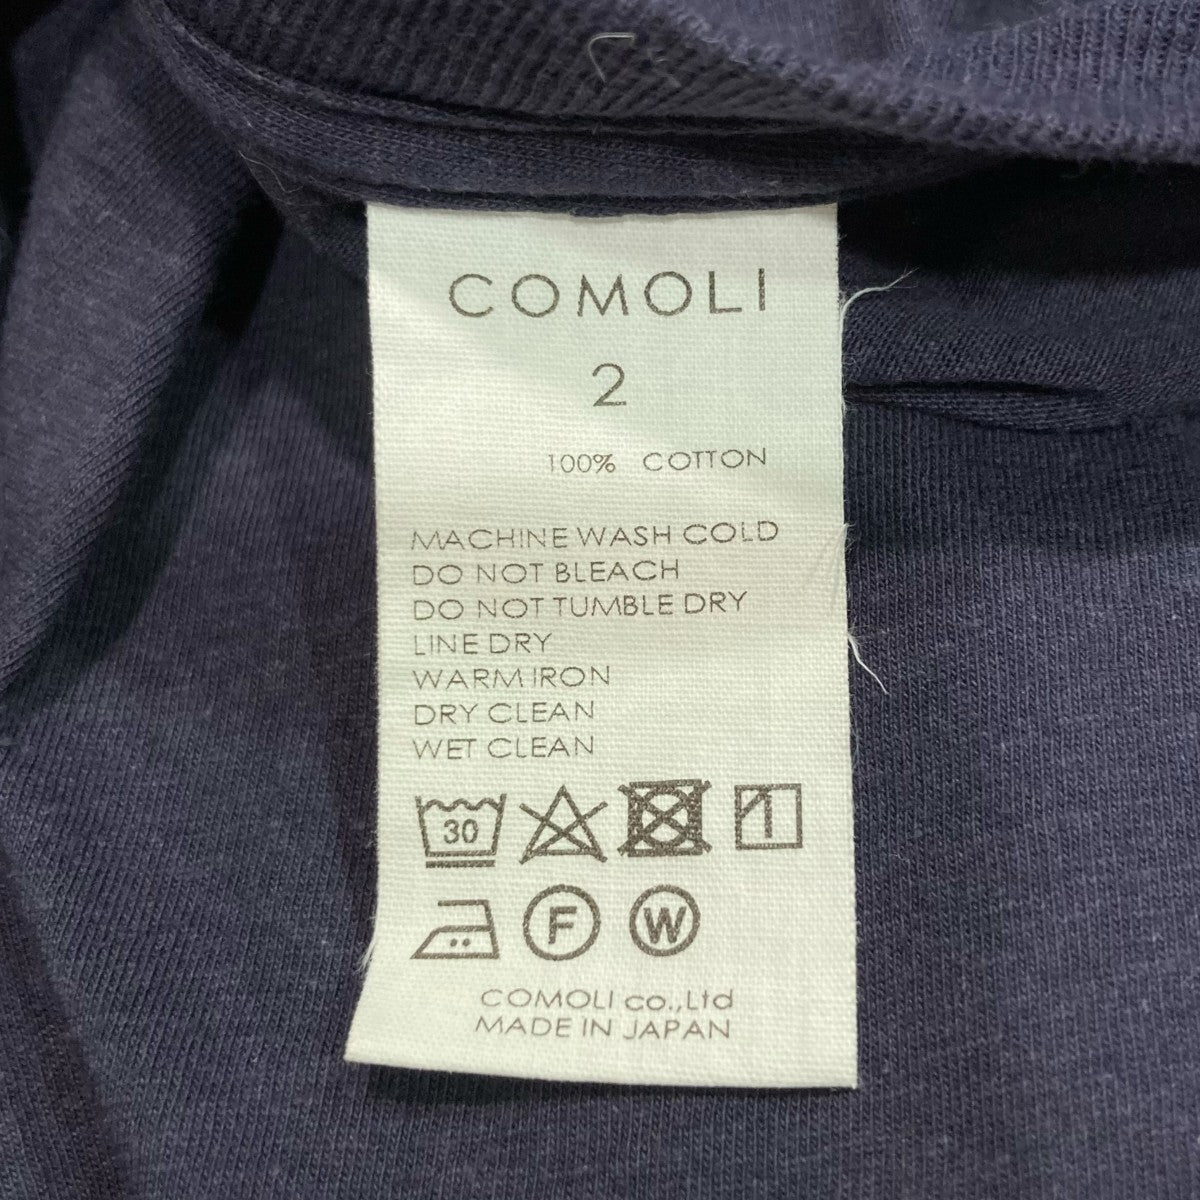 COMOLI
2
100% COTTON
MACHINE WASH COLD
DO NOT BLEACH
DO NOT TUMBLE DRY
LINE DRY
WARM IRON
DRY CLEAN
WET CLEAN
30
F W
COMOLI co.,Ltd
MADE IN JAPAN